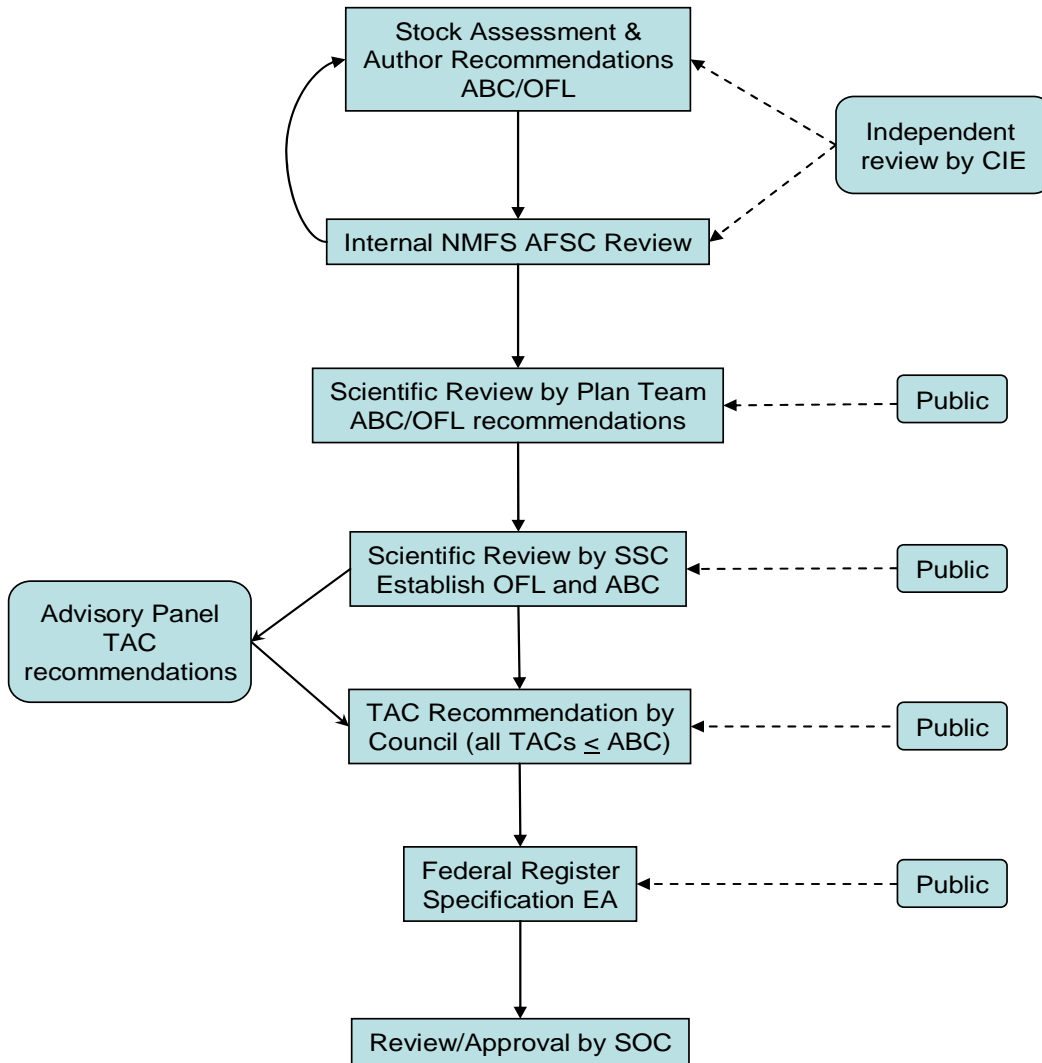 Stock Assessment &
Author Recommendations
ABC/OFL
Independent
review by CIE
Internal NMFS AFSC Review
Scientific Review by Plan Team
ABC/OFL recommendations
Public
Scientific Review by SSC
Establish OFL and ABC
Public
Advisory Panel
TAC
recommendations
TAC Recommendation by
Council (all TACs ≤ ABC)
Public
Federal Register
Specification EA
Public
Review/Approval by SOC